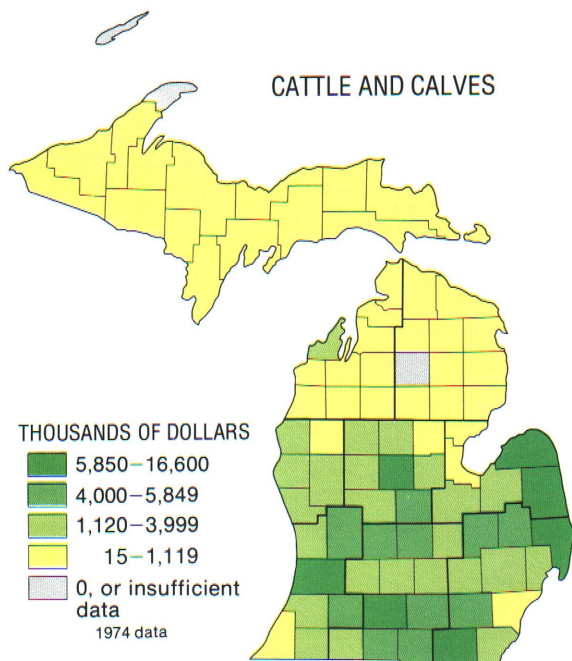 CATTLE AND CALVES
THOUSANDS OF DOLLARS
5,850–16,600
4,000–5,849
1,120–3,999
15–1,119
0, or insufficient
data
1974 data